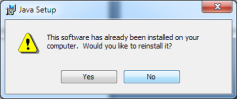 Java Setup
This software has already been installed on your
computer. Would you like to reinstall it?
Yes
No